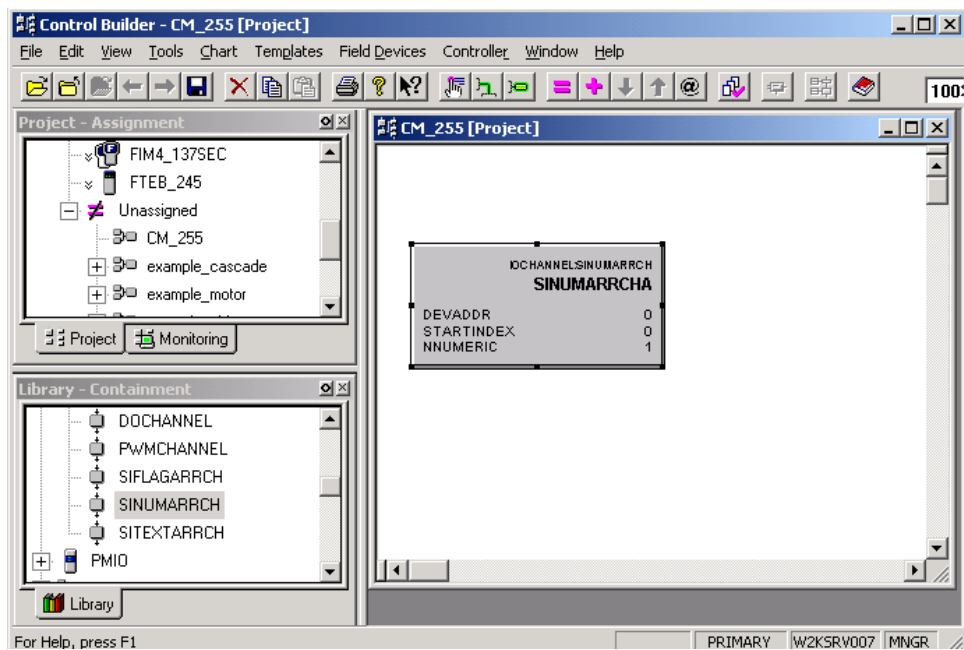 Control Builder - CM_255 [Project]
File Edit View Tools Chart Templates Field Devices Controller Window Help
100%
Project - Assignment
FIM4_137SEC
FTEB_245
Unassigned
CM_255
example_cascade
example_motor
Project Monitoring
Library - Containment
DOCHANNEL
PWMCHANNEL
SIFLAGARRCH
SINUMARRCH
SITEXTARRCH
PMIO
Library
CM_255 [Project]
IOCHANNEL:SINUMARRCH
SINUMARRCHA
DEVADDR 0
STARTINDEX 0
NNUMERIC 1
For Help, press F1
PRIMARY W2KSRV007 MNGR